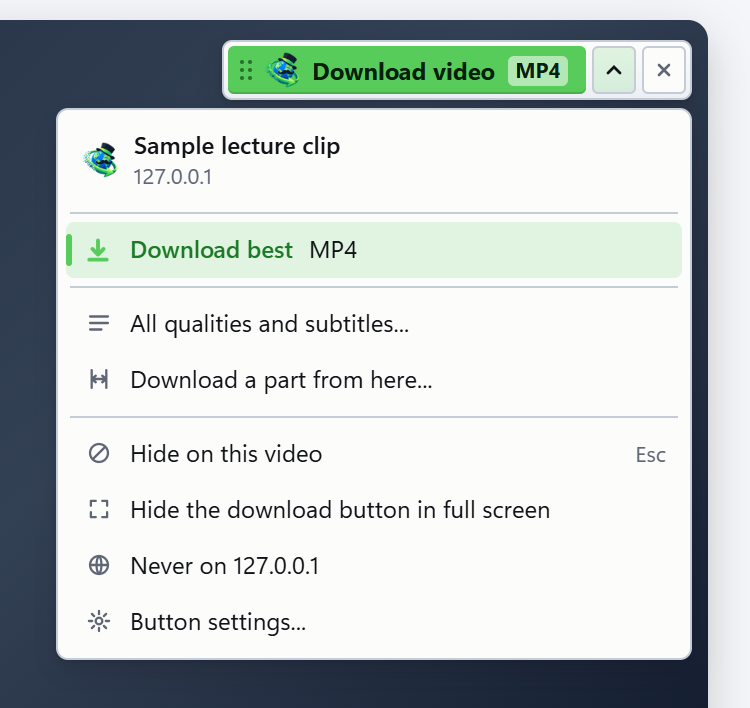 Download video MP4
Sample lecture clip
127.0.0.1
Download best MP4
All qualities and subtitles...
Download a part from here...
Hide on this video Esc
Hide the download button in full screen
Never on 127.0.0.1
Button settings...